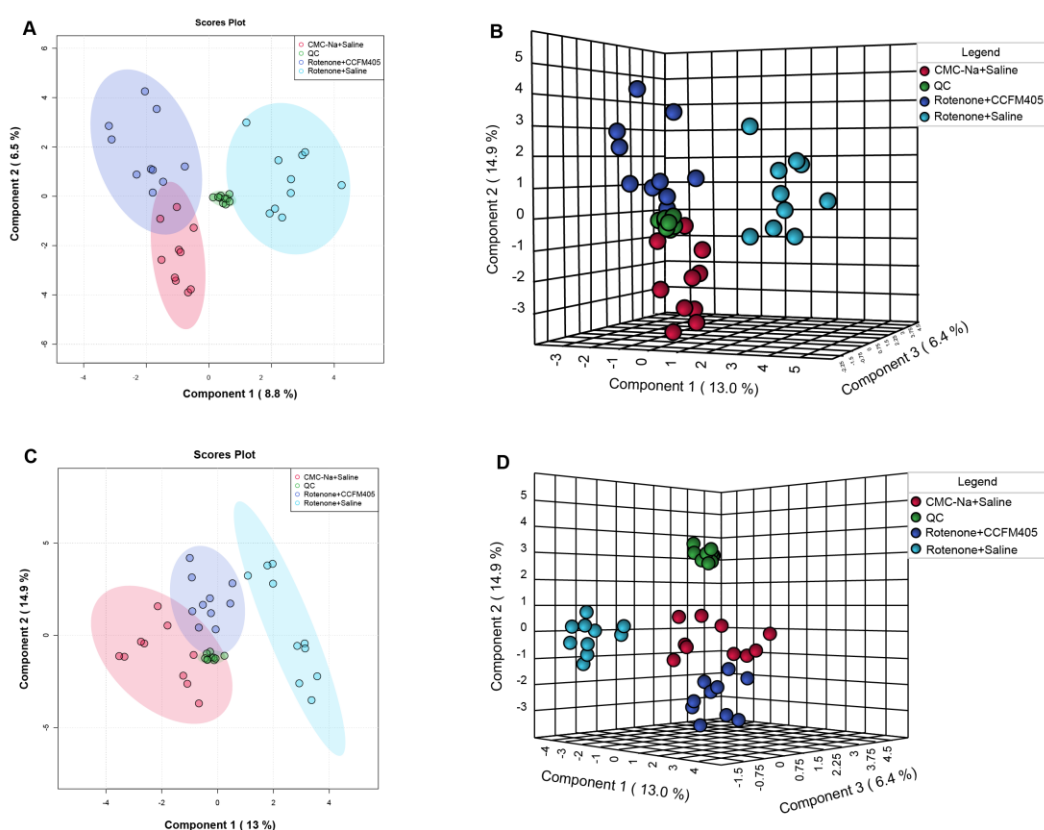 A
Scores Plot
CMC-Na+Saline
QC
Rotenone+CCFM405
Rotenone+Saline
6
4
2
0
-2
-4
-6
Component 2 ( 6.5 %)
-4
-2
0
2
4
Component 1 ( 8.8 %)
B
Legend
CMC-Na+Saline
QC
Rotenone+CCFM405
Rotenone+Saline
5
4
3
2
1
0
-1
-2
-3
Component 2 ( 14.9 %)
-3
-2
-1
0
1
2
3
4
5
Component 1 ( 13.0 %)
Component 3 ( 6.4 %)
C
Scores Plot
CMC-Na+Saline
QC
Rotenone+CCFM405
Rotenone+Saline
5
0
-5
Component 2 ( 14.9 %)
-4
-2
0
2
4
Component 1 ( 13 %)
D
Legend
CMC-Na+Saline
QC
Rotenone+CCFM405
Rotenone+Saline
5
4
3
2
1
0
-1
-2
-3
Component 2 ( 14.9 %)
-4
-3
-2
-1
0
1
2
3
4
Component 1 ( 13.0 %)
-1.5
-0.75
0
0.75
1.5
2.25
3
3.75
4.5
Component 3 ( 6.4 %)